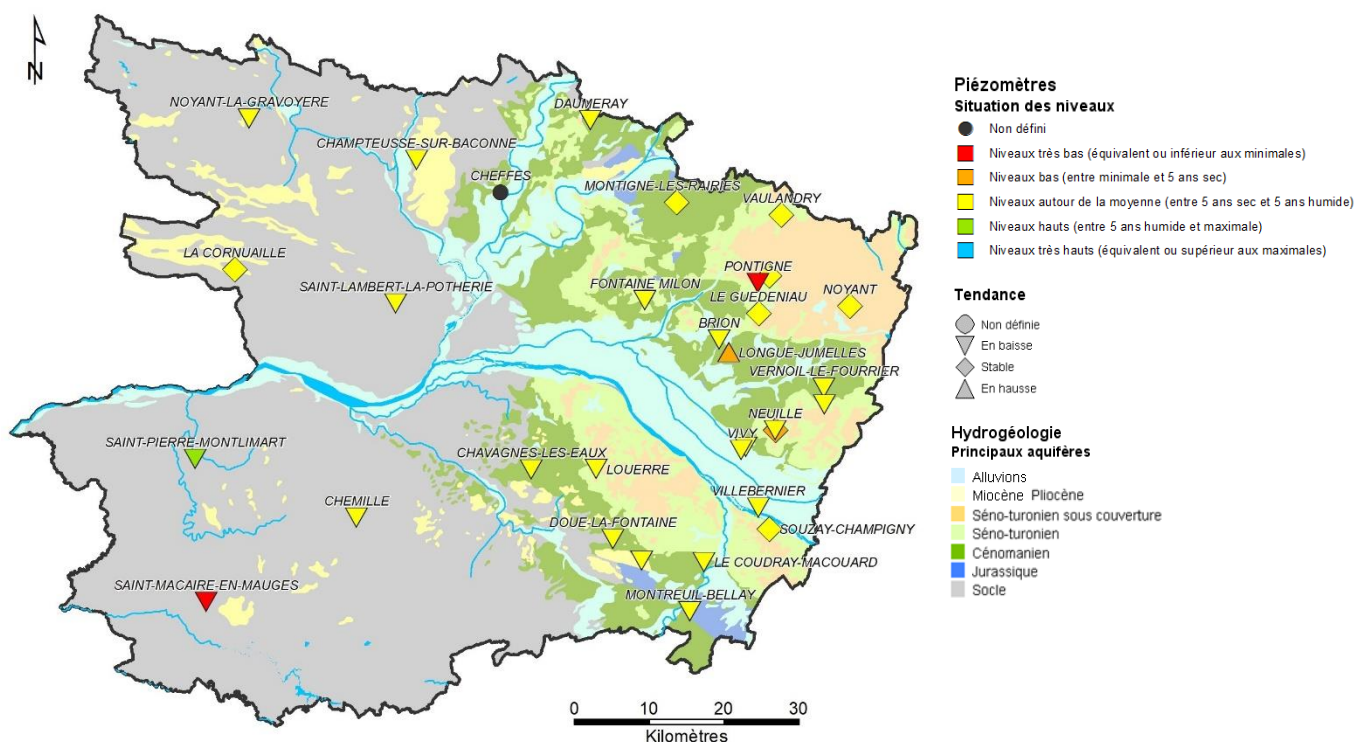 N
NOYANT-LA-GRAVOYERE
DAUMERAY
CHAMPTEUSSE-SUR-BACONNE
CHEFFES
MONTIGNE-LES-RAIRIES
VAULANDRY
LA CORNUAILLE
PONTIGNE
SAINT-LAMBERT-LA-POTHERIE
FONTAINE MILON
LE GUEDENIAU
NOYANT
BRION
LONGUE-JUMELLES
VERNOIL-LE-FOURRIER
NEUILLE
SAINT-PIERRE-MONTLIMART
VIVY
CHAVAGNES-LES-EAUX
LOUERRE
CHEMILLE
VILLEBERNIER
DOUE-LA-FONTAINE
SOUZAY-CHAMPIGNY
LE COUDRAY-MACOUARD
SAINT-MACAIRE-EN-MAUGES
MONTREUIL-BELLAY
0 10 20 30
Kilomètres
Piézomètres
Situation des niveaux
Non défini
Niveaux très bas (équivalent ou inférieur aux minimales)
Niveaux bas (entre minimale et 5 ans sec)
Niveaux autour de la moyenne (entre 5 ans sec et 5 ans humide)
Niveaux hauts (entre 5 ans humide et maximale)
Niveaux très hauts (équivalent ou supérieur aux maximales)
Tendance
Non définie
En baisse
Stable
En hausse
Hydrogéologie
Principaux aquifères
Alluvions
Miocène Pliocène
Séno-turonien sous couverture
Séno-turonien
Cénomanien
Jurassique
Socle